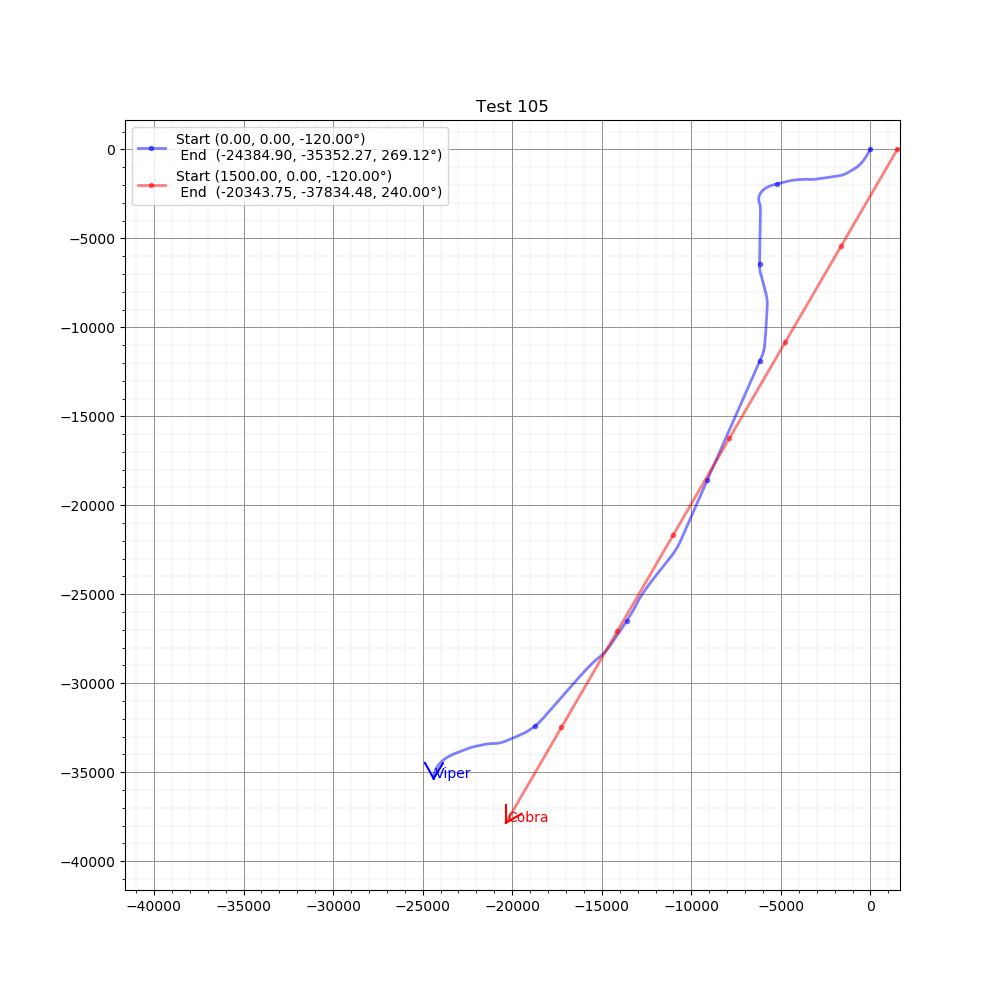 Test 105
Start (0.00, 0.00, -120.00°)
End (-24384.90, -35352.27, 269.12°)
Start (1500.00, 0.00, -120.00°)
End (-20343.75, -37834.48, 240.00°)
0
−5000
−10000
−15000
−20000
−25000
−30000
−35000
−40000
Viper
Cobra
−40000 −35000 −30000 −25000 −20000 −15000 −10000 −5000 0